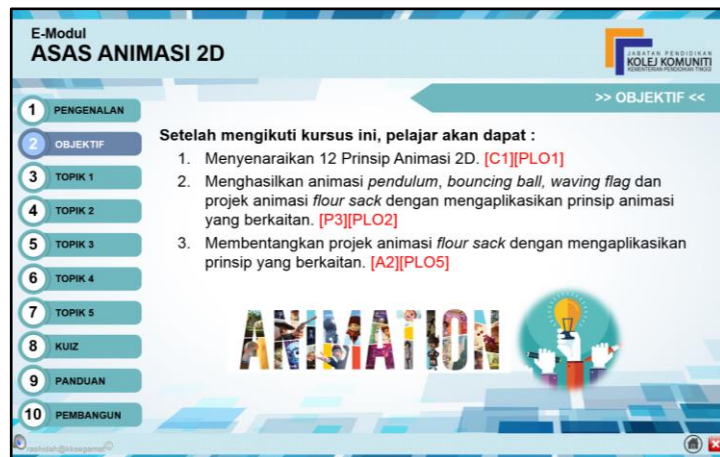 E-Modul
ASAS ANIMASI 2D
JABATAN PENDIDIKAN
KOLEJ KOMUNITI
KEMENTERIAN PENDIDIKAN TINGGI
>> OBJEKTIF <<
1 PENGENALAN
2 OBJEKTIF
3 TOPIK 1
4 TOPIK 2
5 TOPIK 3
6 TOPIK 4
7 TOPIK 5
8 KUIZ
9 PANDUAN
10 PEMBANGUN
Setelah mengikuti kursus ini, pelajar akan dapat :
1. Menyenaraikan 12 Prinsip Animasi 2D. [C1][PLO1]
2. Menghasilkan animasi pendulum, bouncing ball, waving flag dan
projek animasi flour sack dengan mengaplikasikan prinsip animasi
yang berkaitan. [P3][PLO2]
3. Membentangkan projek animasi flour sack dengan mengaplikasikan
prinsip yang berkaitan. [A2][PLO5]
ANIMATION
rashidah@kksegamat